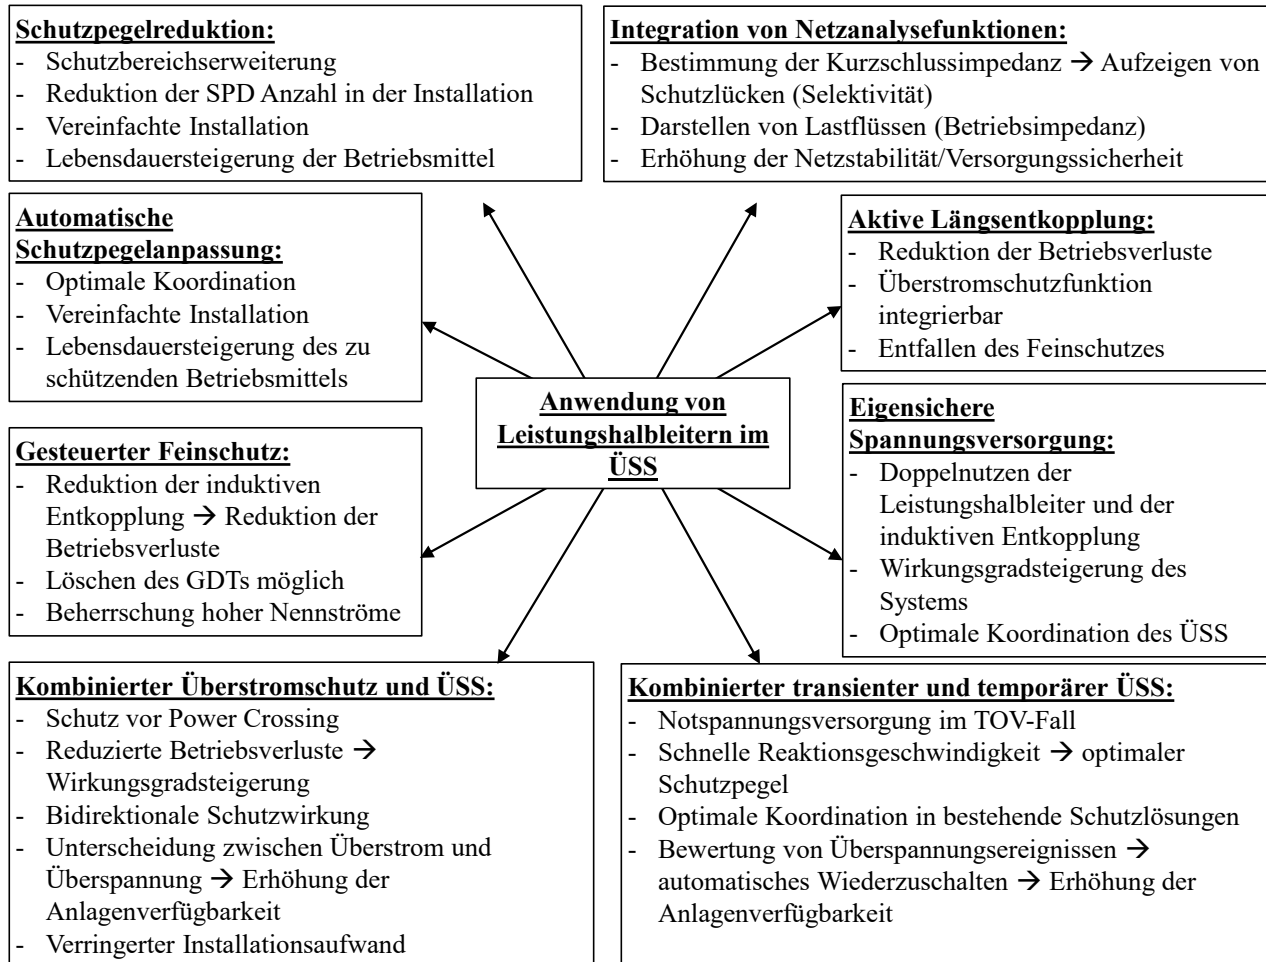 Schutzpegelreduktion:
- Schutzbereichserweiterung
- Reduktion der SPD Anzahl in der Installation
- Vereinfachte Installation
- Lebensdauersteigerung der Betriebsmittel
Integration von Netzanalysefunktionen:
- Bestimmung der Kurzschlussimpedanz → Aufzeigen von
Schutzlücken (Selektivität)
- Darstellen von Lastflüssen (Betriebsimpedanz)
- Erhöhung der Netzstabilität/Versorgungssicherheit
Automatische
Schutzpegelanpassung:
- Optimale Koordination
- Vereinfachte Installation
- Lebensdauersteigerung des zu
schützenden Betriebsmittels
Aktive Längsentkopplung:
- Reduktion der Betriebsverluste
- Überstromschutzfunktion
integrierbar
- Entfallen des Feinschutzes
Anwendung von
Leistungshalbleitern im
ÜSS
Gesteuerter Feinschutz:
- Reduktion der induktiven
Entkopplung → Reduktion der
Betriebsverluste
- Löschen des GDTs möglich
- Beherrschung hoher Nennströme
Eigensichere
Spannungsversorgung:
- Doppelnutzen der
Leistungshalbleiter und der
induktiven Entkopplung
- Wirkungsgradsteigerung des
Systems
- Optimale Koordination des ÜSS
Kombinierter Überstromschutz und ÜSS:
- Schutz vor Power Crossing
- Reduzierte Betriebsverluste →
Wirkungsgradsteigerung
- Bidirektionale Schutzwirkung
- Unterscheidung zwischen Überstrom und
Überspannung → Erhöhung der
Anlagenverfügbarkeit
- Verringerter Installationsaufwand
Kombinierter transienter und temporärer ÜSS:
- Notspannungsversorgung im TOV-Fall
- Schnelle Reaktionsgeschwindigkeit → optimaler
Schutzpegel
- Optimale Koordination in bestehende Schutzlösungen
- Bewertung von Überspannungsereignissen →
automatisches Wiederzuschalten → Erhöhung der
Anlagenverfügbarkeit